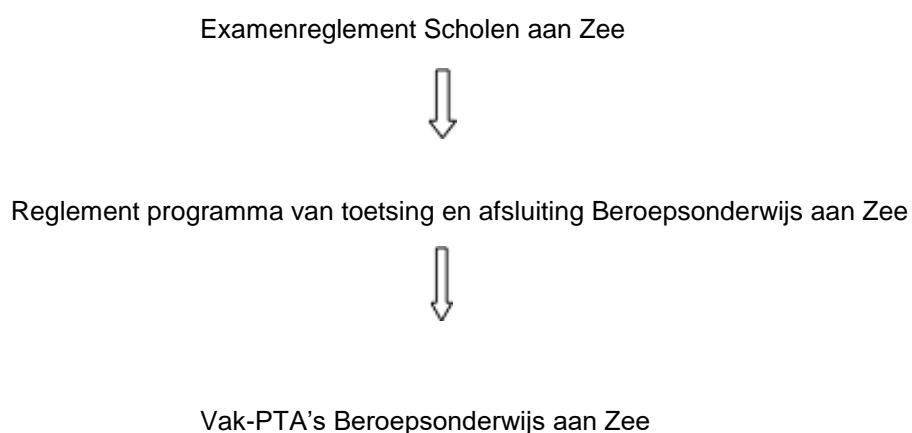 Examenreglement Scholen aan Zee
Reglement programma van toetsing en afsluiting Beroepsonderwijs aan Zee
Vak-PTA’s Beroepsonderwijs aan Zee